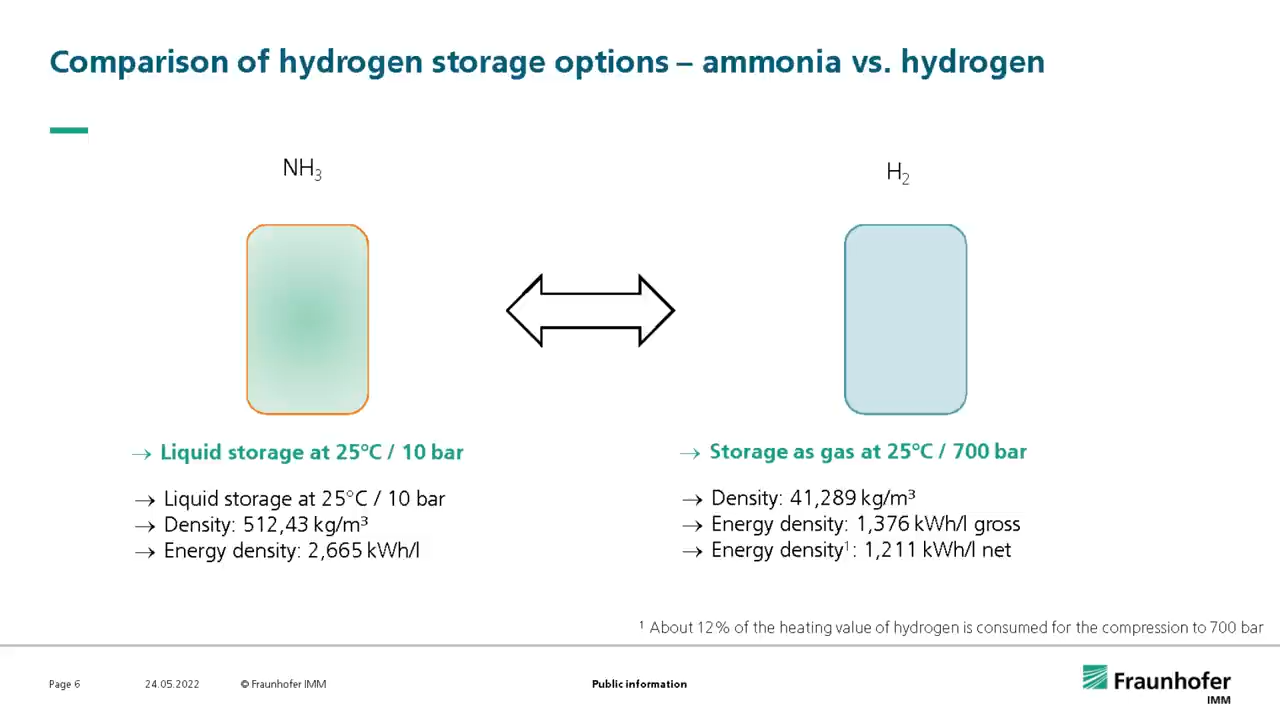 Comparison of hydrogen storage options – ammonia vs. hydrogen
NH₃
H₂
→ Liquid storage at 25°C / 10 bar
→ Liquid storage at 25°C / 10 bar
→ Density: 512,43 kg/m³
→ Energy density: 2,665 kWh/l
→ Storage as gas at 25°C / 700 bar
→ Density: 41,289 kg/m³
→ Energy density: 1,376 kWh/l gross
→ Energy density¹: 1,211 kWh/l net
¹ About 12% of the heating value of hydrogen is consumed for the compression to 700 bar
Page 6
24.05.2022
© Fraunhofer IMM
Public information
Fraunhofer
IMM